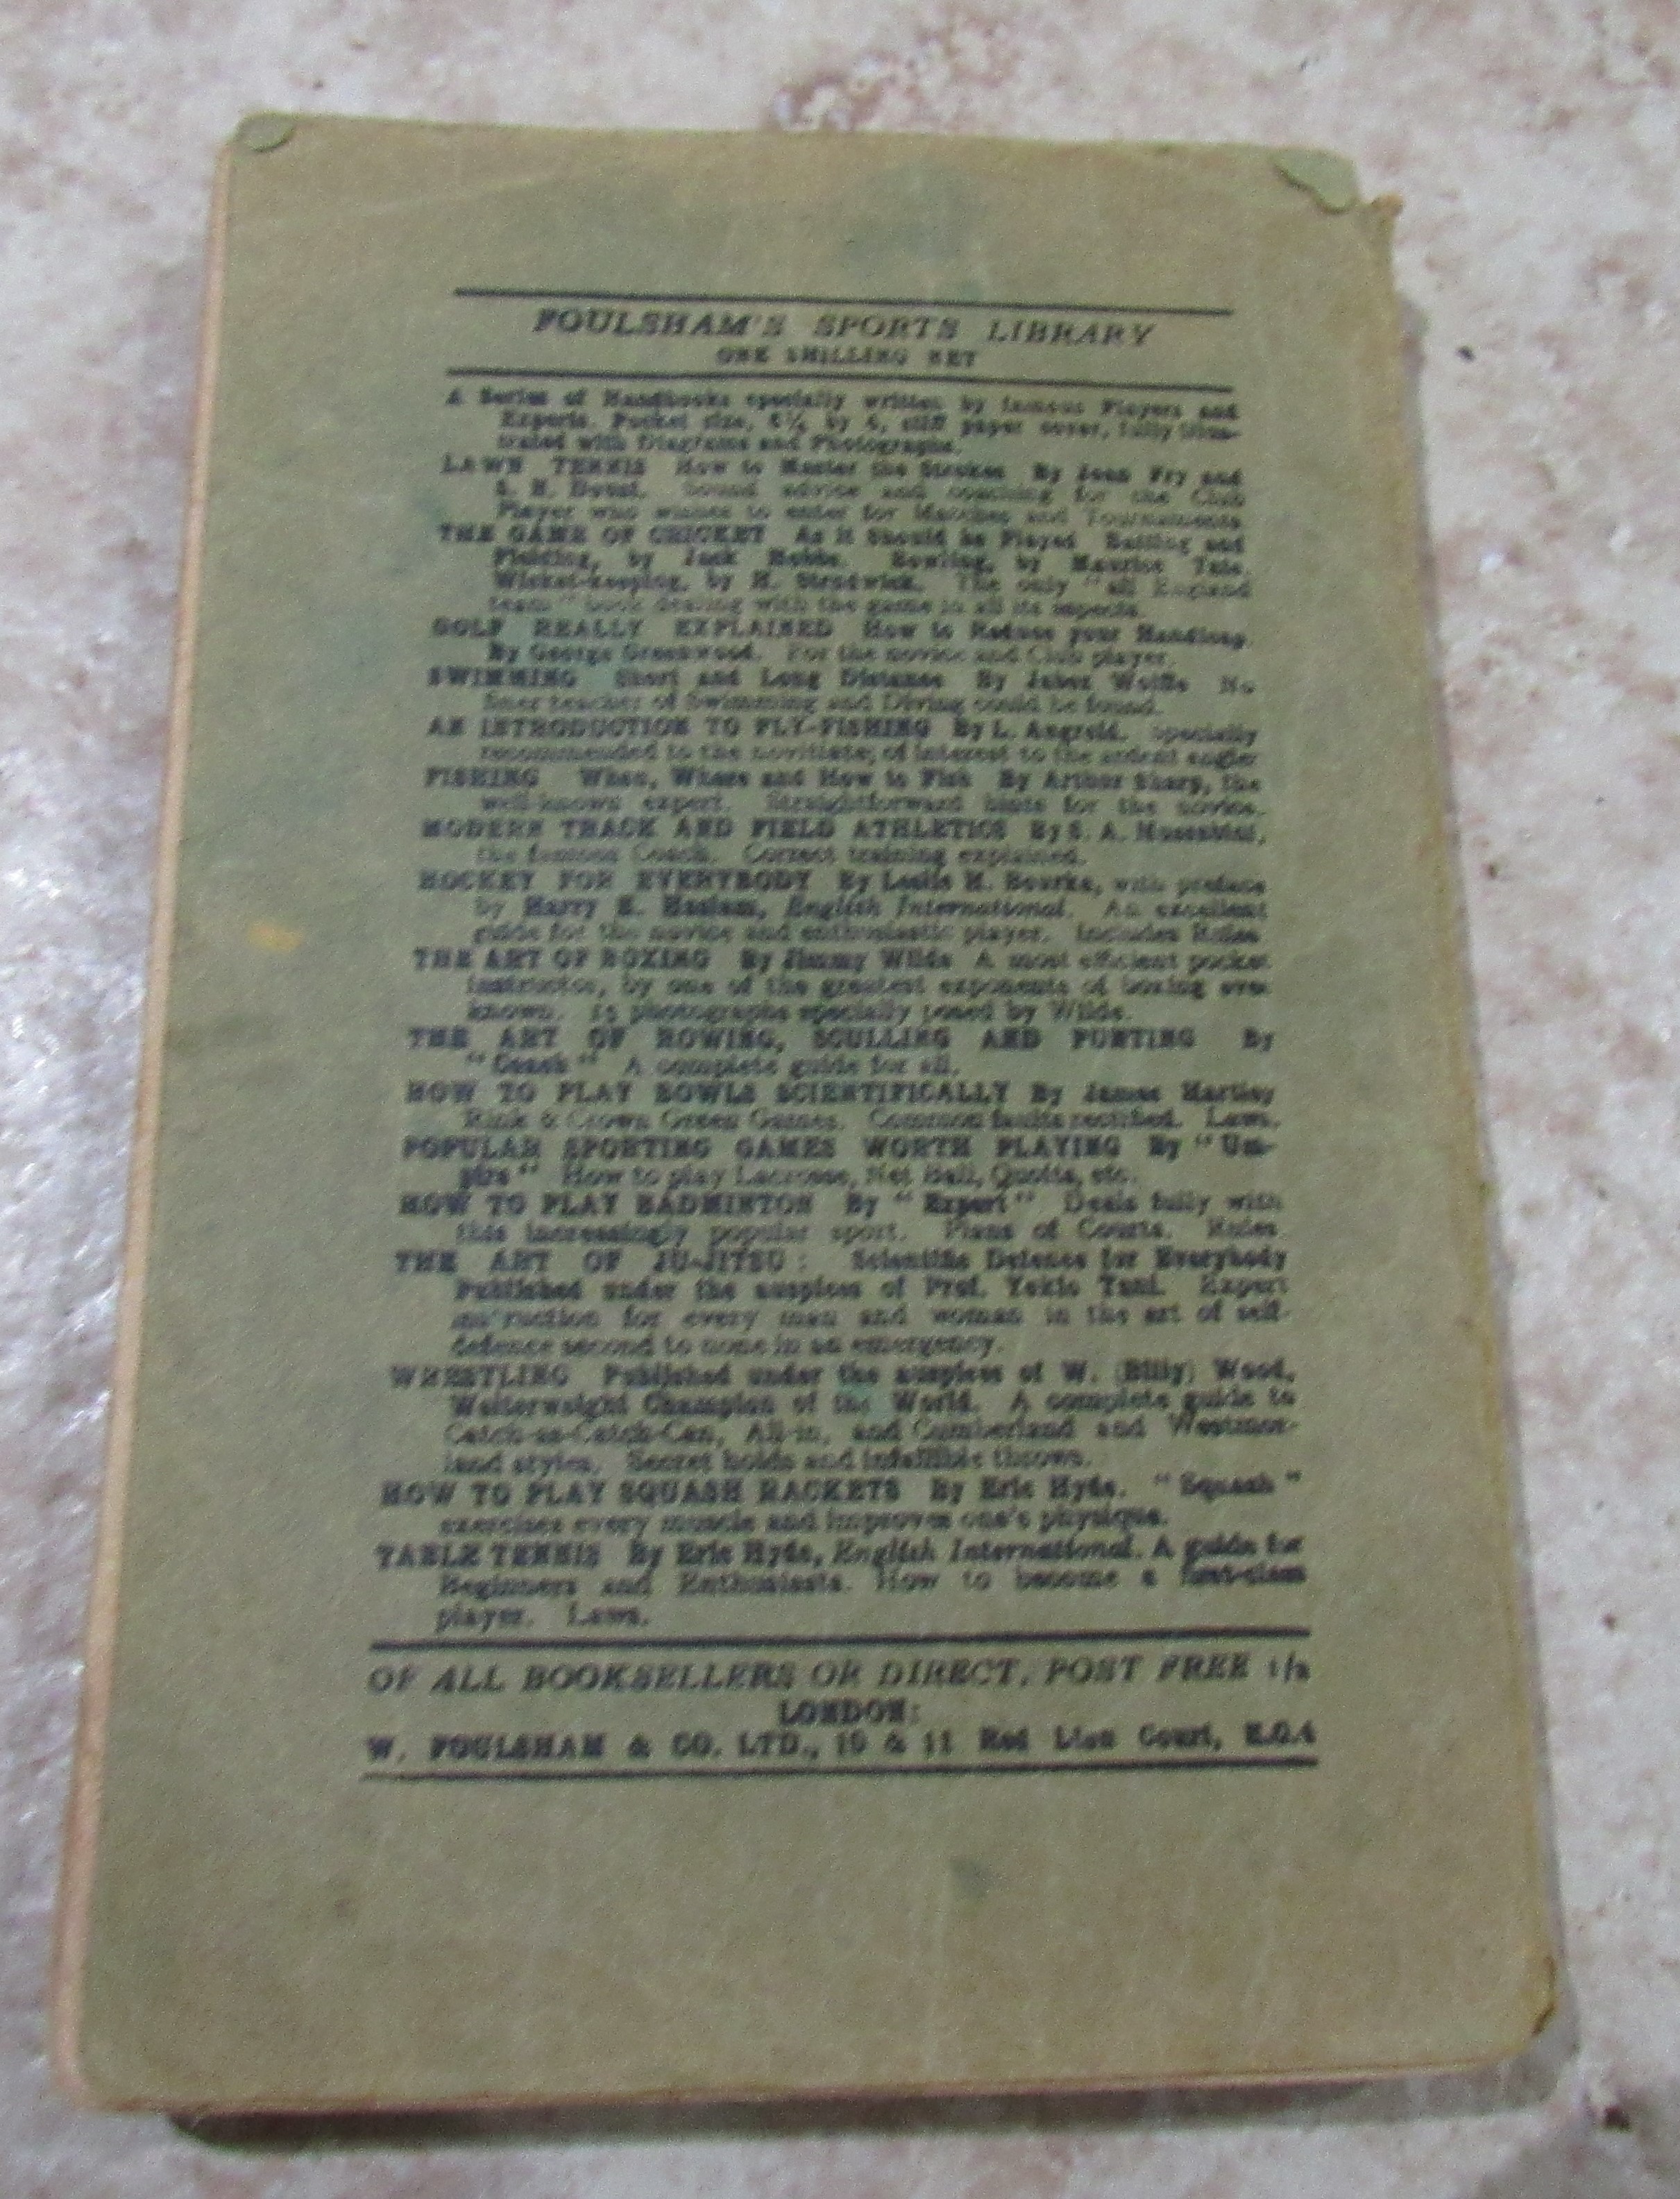 FOULSHAM'S SPORTS LIBRARY
ONE SHILLING NET
A Series of Handbooks specially written by famous Players and
Experts. Pocket size, by stiff paper cover, fully illus-
trated with Diagrams and Photographs.
LAWN TENNIS How to Master the Strokes By Joan Fry and
Sound advice and coaching for the Club
Player who wishes to enter for Matches and Tournaments
THE GAME OF CRICKET As it Should be Played Batting and
Fielding, by Jack Hobbs. Bowling, by Maurice Tate.
Wicket-keeping, by H. Strudwick. The only "all England
team" book dealing with the game in all its aspects.
GOLF REALLY EXPLAINED How to Reduce your Handicap.
By George Greenwood. For the novice and Club player.
SWIMMING Short and Long Distance By Jabez Wolffe No
finer teacher of Swimming and Diving could be found.
AN INTRODUCTION TO FLY-FISHING By L. Specially
recommended to the novitiate; of interest to the ardent angler
FISHING When, Where and How to Fish By Arthur Sharp, the
well-known expert. Straightforward hints for the novice.
MODERN TRACK AND FIELD ATHLETICS By S. A. Mussabini,
the famous Coach. Correct training explained.
HOCKEY FOR EVERYBODY By Leslie H. Bourke, with preface
by Harry E. Haslam, English International. An excellent
guide for the novice and enthusiastic player. Includes Rules
THE ART OF BOXING By Jimmy Wilde A most efficient pocket
instructor, by one of the greatest exponents of boxing ever
known. 15 photographs specially posed by Wilde.
THE ART OF ROWING, SCULLING AND PUNTING By
"Coach" A complete guide for all.
HOW TO PLAY BOWLS SCIENTIFICALLY By James Hartley
Rink & Crown Green Games. Common faults rectified. Laws.
POPULAR SPORTING GAMES WORTH PLAYING By "Um-
pire" How to play Lacrosse, Net Ball, Quoits, etc.
HOW TO PLAY BADMINTON By "Expert" Deals fully with
this increasingly popular sport. Plans of Courts. Rules
THE ART OF JU-JITSU: Scientific Defence for Everybody
Published under the auspices of Prof. Yukio Tani. Expert
instruction for every man and woman in the art of self-
defence second to none in an emergency.
WRESTLING Published under the auspices of W. (Billy) Wood,
Welterweight Champion of the World. A complete guide to
Catch-as-Catch-Can, All-in, and Cumberland and Westmor-
land styles. Secret holds and infallible throws.
HOW TO PLAY SQUASH RACKETS By Eric Hyde. "Squash"
exercises every muscle and improves one's physique.
TABLE TENNIS By Eric Hyde, English International. A guide for
Beginners and Enthusiasts. How to become a first-class
player. Laws.
OF ALL BOOKSELLERS OR DIRECT, POST FREE 1/2
LONDON:
W. FOULSHAM & CO. LTD., 10 & 11 Red Lion Court, E.C.4